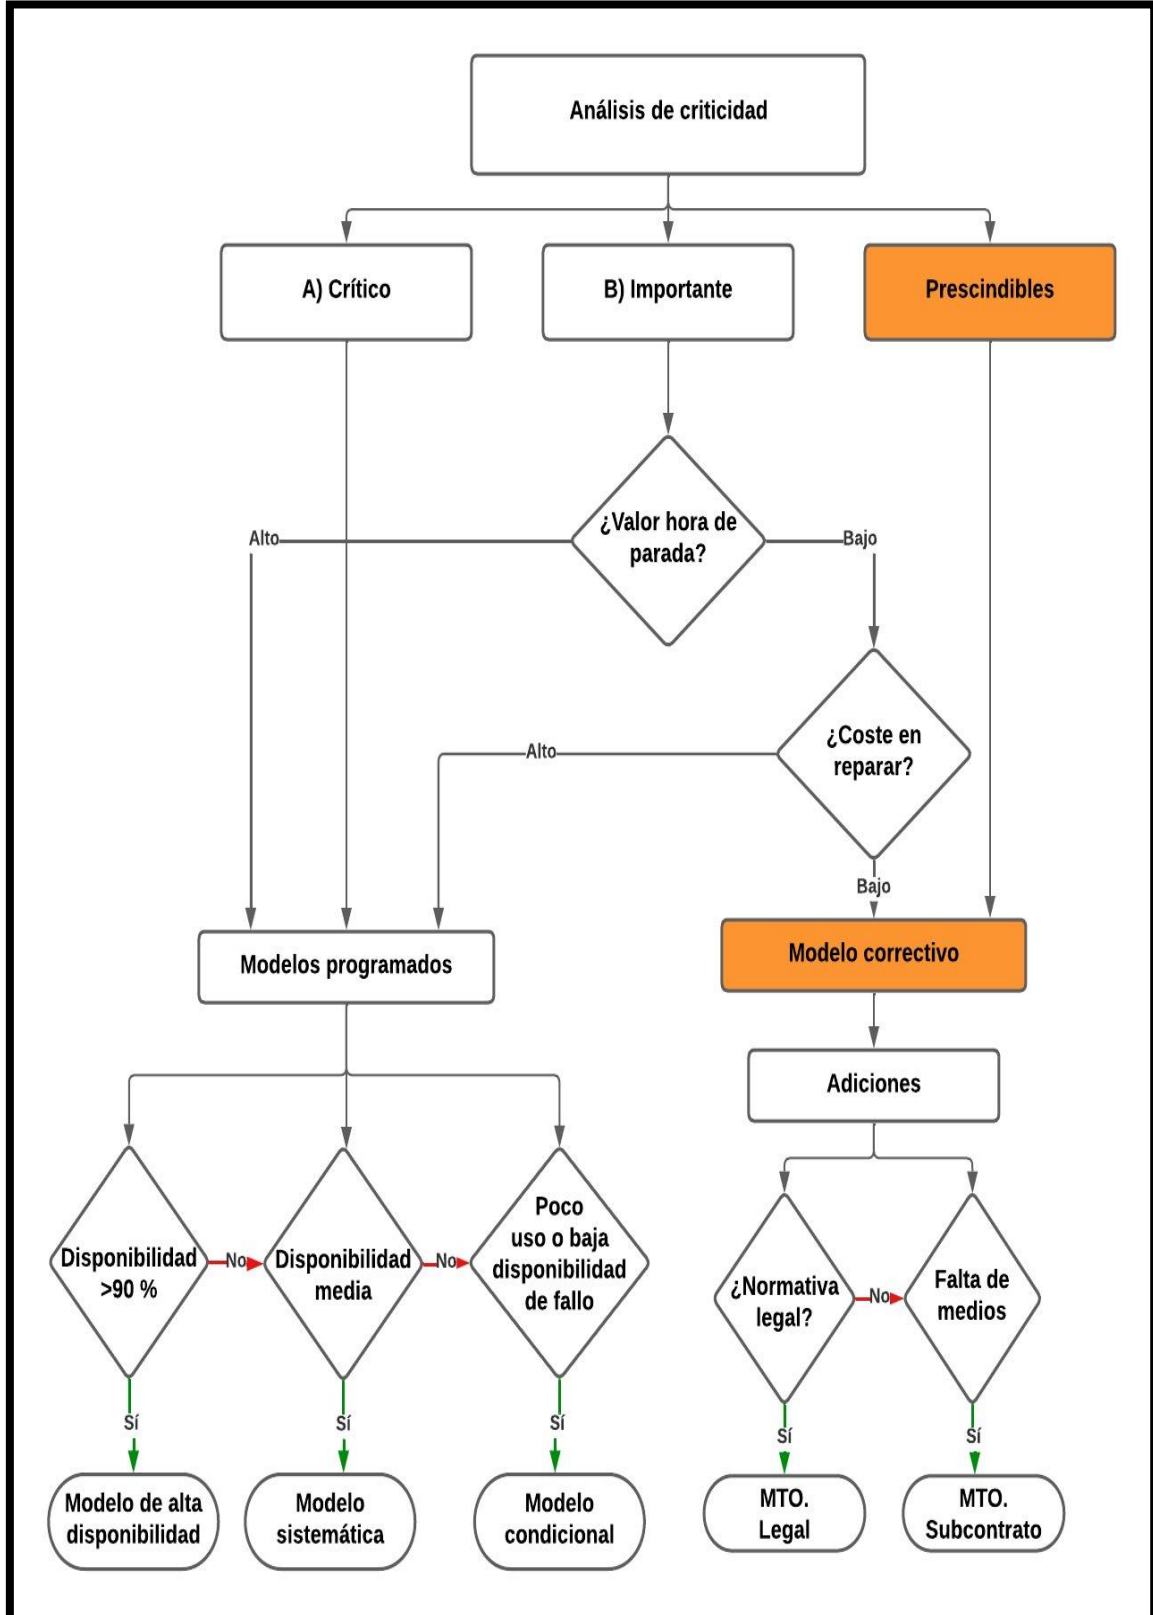 Análisis de criticidad
A) Crítico
B) Importante
Prescindibles
¿Valor hora de
parada?
Alto
Bajo
¿Coste en
reparar?
Alto
Bajo
Modelos programados
Modelo correctivo
Adiciones
Disponibilidad
>90 %
No
Disponibilidad
media
No
Poco
uso o baja
disponibilidad
de fallo
¿Normativa
legal?
No
Falta de
medios
Sí
Sí
Sí
Sí
Sí
Modelo de alta
disponibilidad
Modelo
sistemática
Modelo
condicional
MTO.
Legal
MTO.
Subcontrato